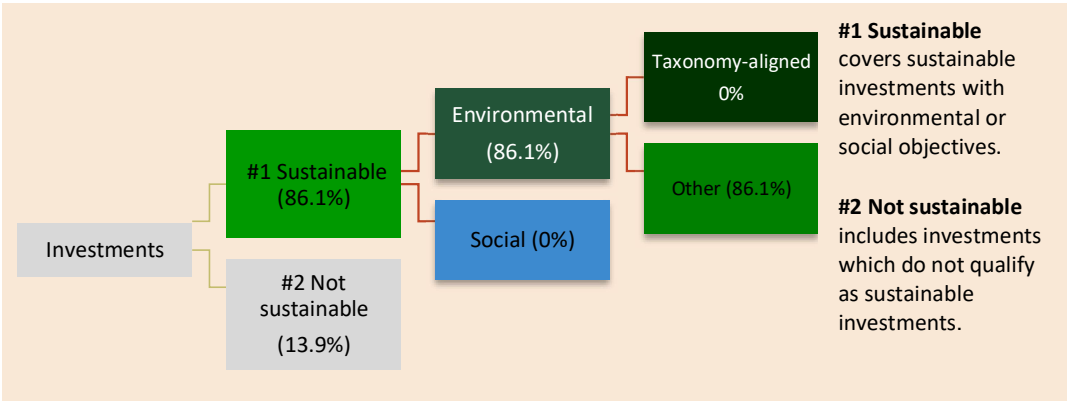 Investments
#1 Sustainable
(86.1%)
#2 Not
sustainable
(13.9%)
Environmental
(86.1%)
Social (0%)
Taxonomy-aligned
0%
Other (86.1%)
#1 Sustainable
covers sustainable
investments with
environmental or
social objectives.
#2 Not sustainable
includes investments
which do not qualify
as sustainable
investments.